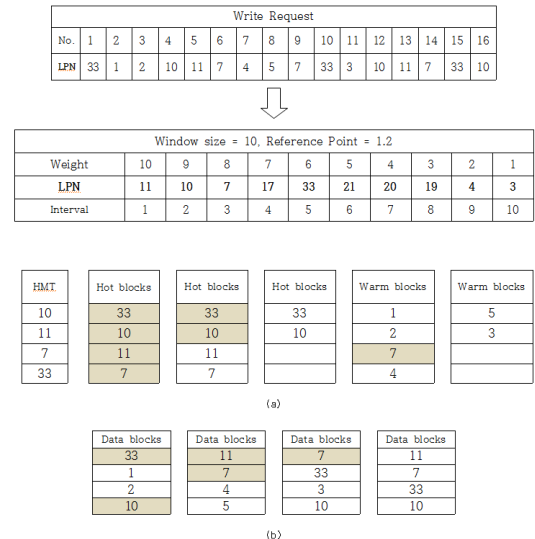 Write Request
No. 1 2 3 4 5 6 7 8 9 10 11 12 13 14 15 16
LPN 33 1 2 10 11 7 4 5 7 33 3 10 11 7 33 10
Window size = 10, Reference Point = 1.2
Weight 10 9 8 7 6 5 4 3 2 1
LPN 11 10 7 17 33 21 20 19 4 3
Interval 1 2 3 4 5 6 7 8 9 10
HMT Hot blocks Hot blocks Hot blocks Warm blocks Warm blocks
10 33 33 33 1 5
11 10 10 10 2 3
7 11 11 7
33 7 7 4
(a)
Data blocks Data blocks Data blocks Data blocks
33 11 7 11
1 7 33 7
2 4 3 33
10 5 10 10
(b)